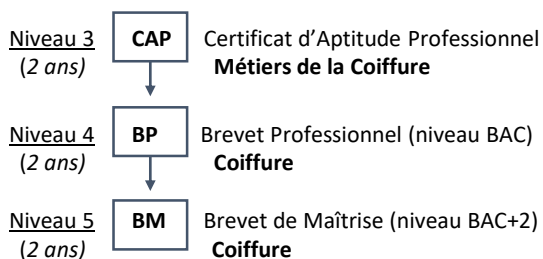 Niveau 3 CAP Certificat d’Aptitude Professionnel
(2 ans) Métiers de la Coiffure
Niveau 4 BP Brevet Professionnel (niveau BAC)
(2 ans) Coiffure
Niveau 5 BM Brevet de Maîtrise (niveau BAC+2)
(2 ans) Coiffure